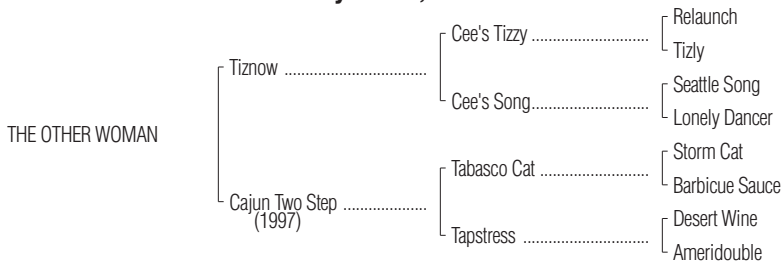 Relaunch
Cee's Tizzy ................................
Tizly
Tiznow ......................................
Seattle Song
Cee's Song................................
Lonely Dancer
THE OTHER WOMAN
Storm Cat
Tabasco Cat .............................
Barbicue Sauce
Cajun Two Step ......................
(1997)
Desert Wine
Tapstress ..................................
Ameridouble